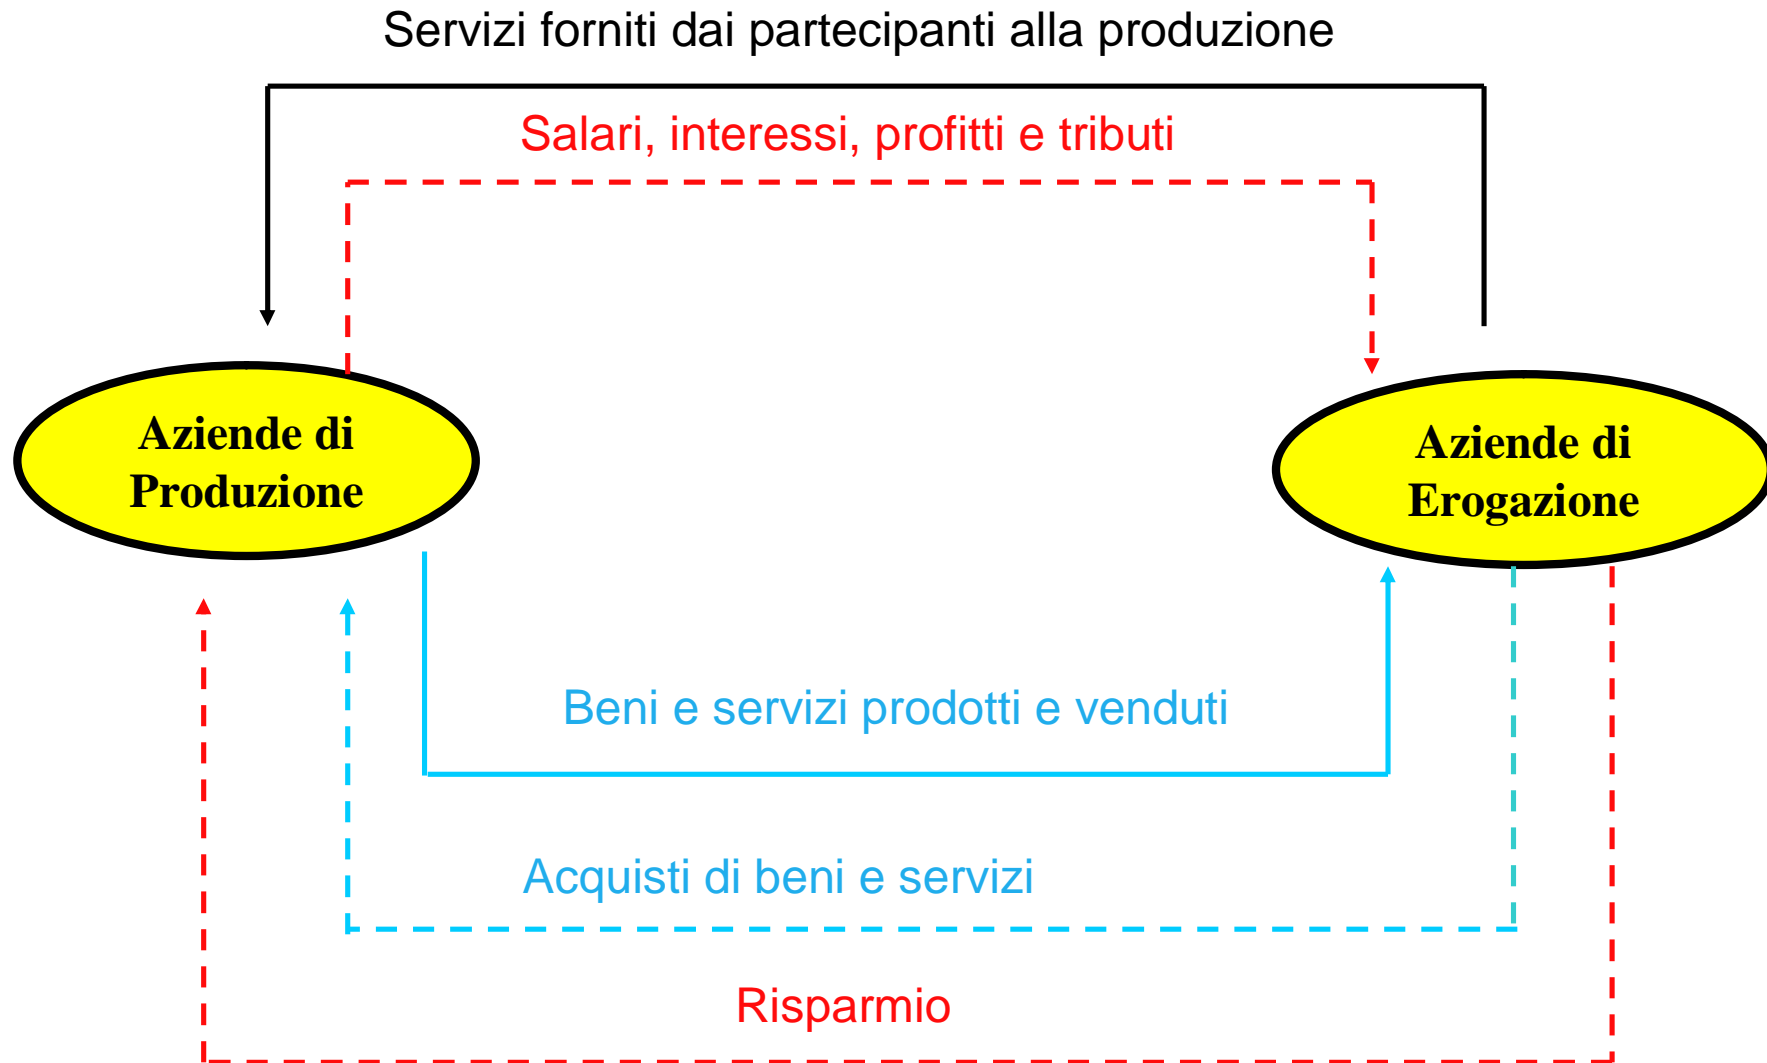 Servizi forniti dai partecipanti alla produzione
Salari, interessi, profitti e tributi
Aziende di
Produzione
Aziende di
Erogazione
Beni e servizi prodotti e venduti
Acquisti di beni e servizi
Risparmio